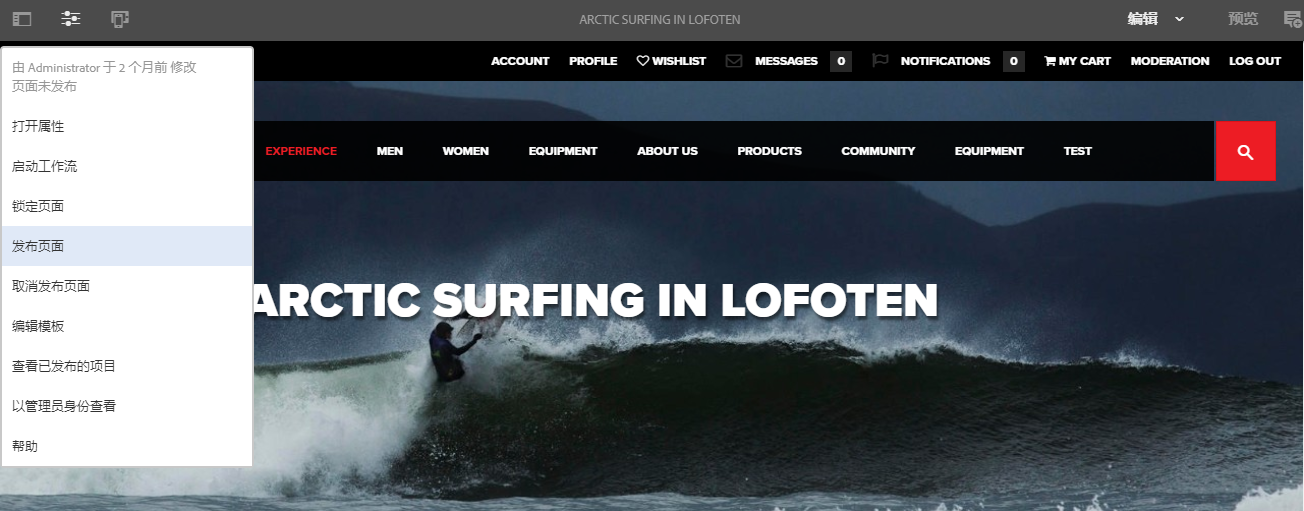 ARCTIC SURFING IN LOFOTEN
编辑
预览
由 Administrator 于 2 个月前 修改
页面未发布
打开属性
启动工作流
锁定页面
发布页面
取消发布页面
编辑模板
查看已发布的项目
以管理员身份查看
帮助
ACCOUNT PROFILE WISHLIST MESSAGES 0 NOTIFICATIONS 0 MY CART MODERATION LOG OUT
EXPERIENCE MEN WOMEN EQUIPMENT ABOUT US PRODUCTS COMMUNITY EQUIPMENT TEST
ARCTIC SURFING IN LOFOTEN